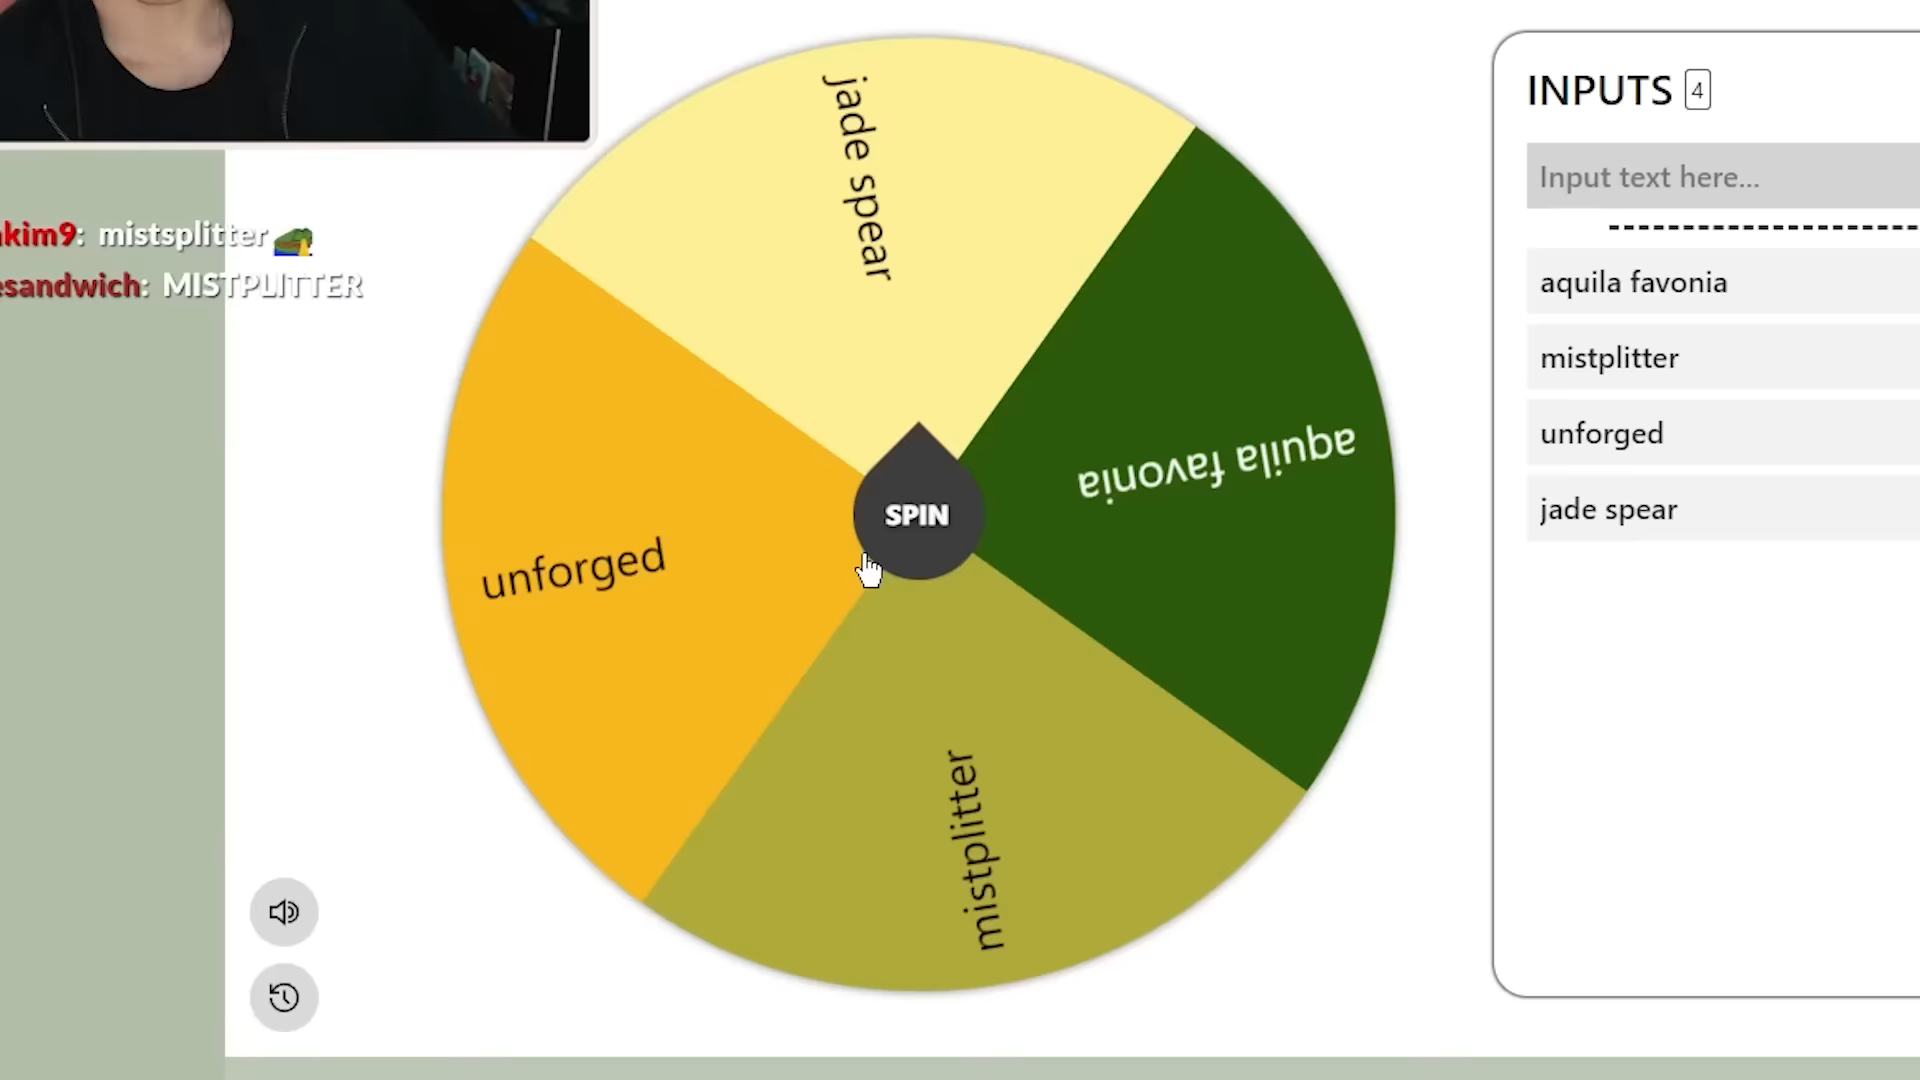 INPUTS 4
Input text here...
aquila favonia
mistplitter
unforged
jade spear
kim9: mistsplitter
esandwich: MISTPLITTER
jade spear
aquila favonia
unforged
SPIN
mistplitter